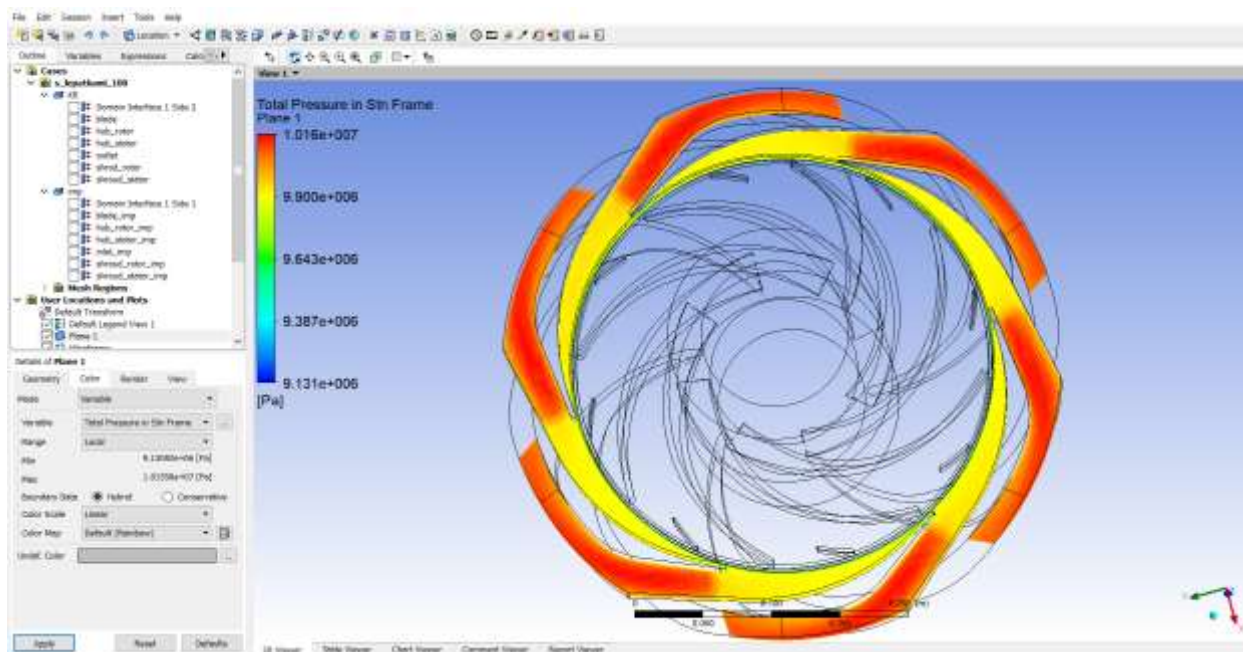 File Edit Session Insert Tools Help
Location
Outline Variables Expressions
View 1
Cases
Domain Interface 1 Side 2
blade
hub_rotor
hub_stator
outlet
shroud_stator
imp
Domain Interface 1 Side 1
blade_imp
hub_rotor_imp
hub_stator_imp
inlet_imp
shroud_rotor_imp
shroud_stator_imp
Mesh Regions
User Locations and Plots
Default Transform
Default Legend View 1
Plane 1
Details of Plane 1
Geometry Color Render View
Mode Variable
Variable Total Pressure in Stn Frame
Range Local
Min
Max
Boundary Data Hybrid Conservative
Color Scale Linear
Color Map Default (Rainbow)
Undef. Color
Apply Reset Defaults
Total Pressure in Stn Frame
Plane 1
1.016e+007
9.900e+006
9.643e+006
9.387e+006
9.131e+006
[Pa]
0
3D Viewer Table Viewer Chart Viewer Comment Viewer Report Viewer